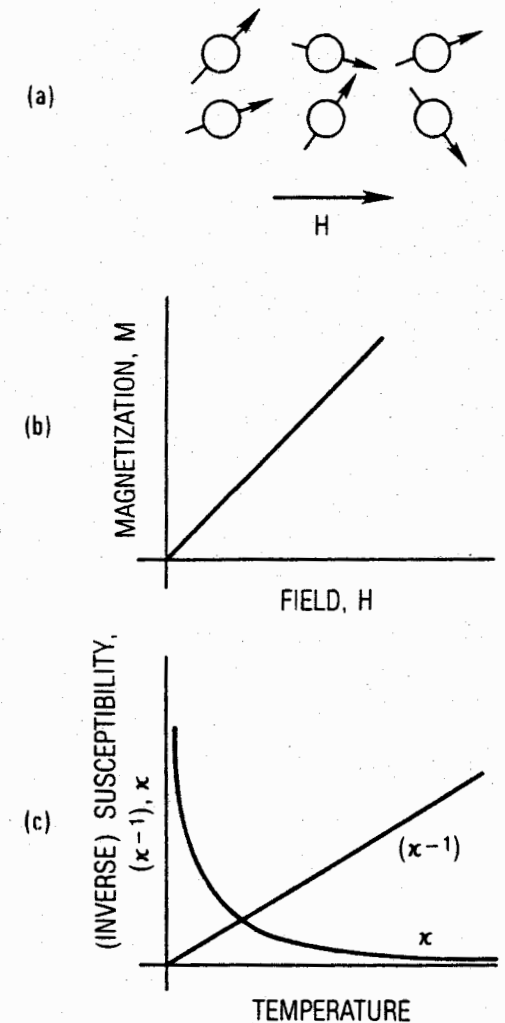 (a)
H
(b)
MAGNETIZATION, M
FIELD, H
(c)
(INVERSE) SUSCEPTIBILITY,
(ϰ−1), ϰ
(ϰ−1)
ϰ
TEMPERATURE